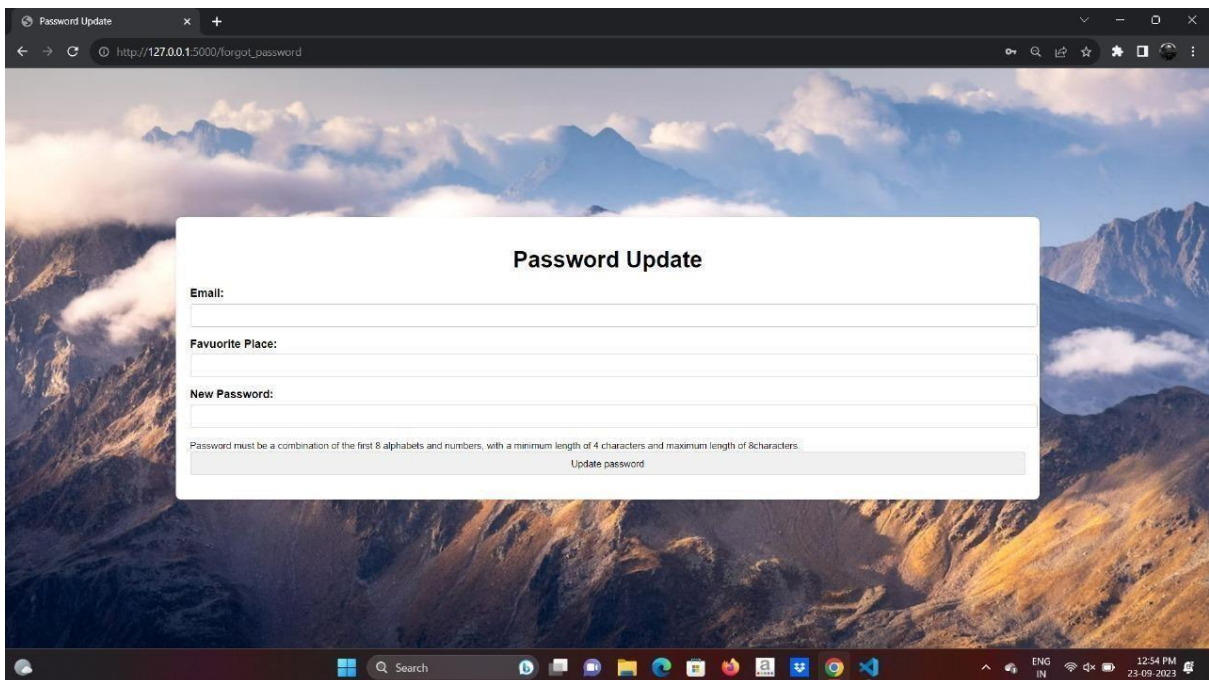 Password Update
http://127.0.0.1:5000/forgot_password
Password Update
Email:
Favuorite Place:
New Password:
Password must be a combination of the first 8 alphabets and numbers, with a minimum length of 4 characters and maximum length of 8characters.
Update password
Search
b
a
ENG
IN
12:54 PM
23-09-2023